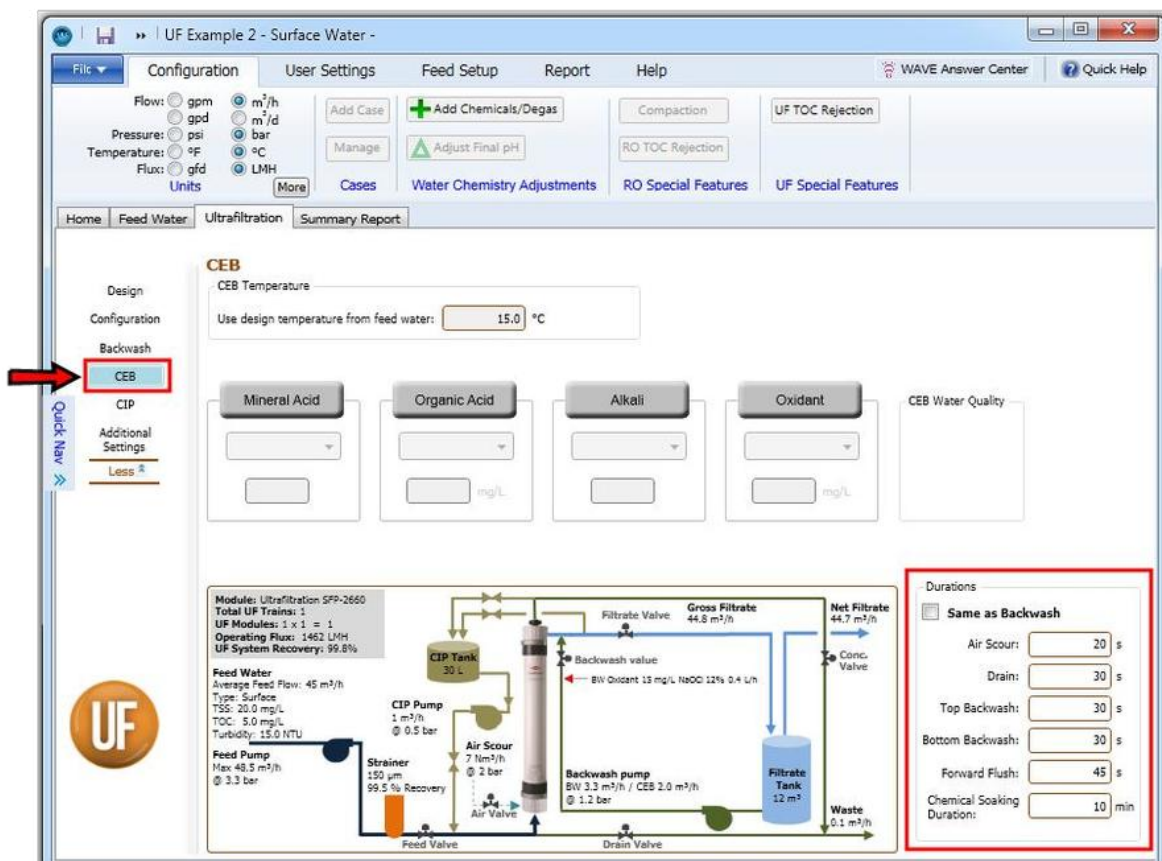 UF Example 2 - Surface Water -
File
Configuration
User Settings
Feed Setup
Report
Help
WAVE Answer Center
Quick Help
Flow: gpm m³/h
gpd m³/d
Pressure: psi bar
Temperature: ºF ºC
Flux: gfd LMH
Units
More
Add Case
Manage
Cases
Add Chemicals/Degas
Adjust Final pH
Water Chemistry Adjustments
Compaction
RO TOC Rejection
RO Special Features
UF TOC Rejection
UF Special Features
Home
Feed Water
Ultrafiltration
Summary Report
Design
Configuration
Backwash
CEB
CIP
Additional
Settings
Less
Quick Nav
CEB
CEB Temperature
Use design temperature from feed water: 15.0 °C
Mineral Acid
Organic Acid
mg/L
Alkali
Oxidant
mg/L
CEB Water Quality
Module: Ultrafiltration SFP-2660
Total UF Trains: 1
UF Modules: 1 x 1 = 1
Operating Flux: 1462 LMH
UF System Recovery: 99.8%
Feed Water
Average Feed Flow: 45 m³/h
Type: Surface
TSS: 20.0 mg/L
TOC: 5.0 mg/L
Turbidity: 15.0 NTU
Feed Pump
Max 48.5 m³/h
@ 3.3 bar
Strainer
150 µm
99.5 % Recovery
CIP Tank
30 L
CIP Pump
1 m³/h
@ 0.5 bar
Air Scour
7 Nm³/h
@ 2 bar
Air Valve
Feed Valve
Filtrate Valve
Gross Filtrate
44.8 m³/h
Net Filtrate
44.7 m³/h
Conc.
Valve
Backwash value
BW Oxidant 15 mg/L NaOCl 12% 0.4 L/h
Backwash pump
BW 3.3 m³/h / CEB 2.0 m³/h
@ 1.2 bar
Filtrate
Tank
12 m³
Waste
0.1 m³/h
Drain Valve
UF
Durations
Same as Backwash
Air Scour: 20 s
Drain: 30 s
Top Backwash: 30 s
Bottom Backwash: 30 s
Forward Flush: 45 s
Chemical Soaking
Duration: 10 min